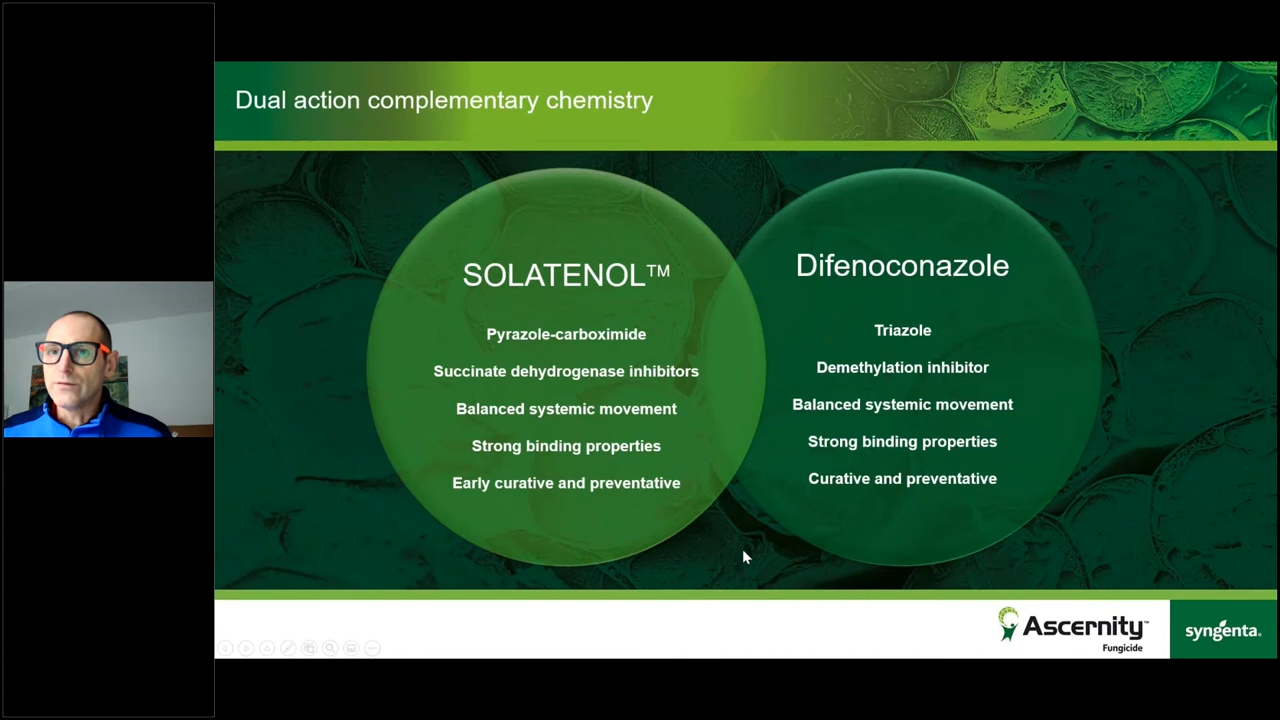 Dual action complementary chemistry
SOLATENOL™
Pyrazole-carboximide
Succinate dehydrogenase inhibitors
Balanced systemic movement
Strong binding properties
Early curative and preventative
Difenoconazole
Triazole
Demethylation inhibitor
Balanced systemic movement
Strong binding properties
Curative and preventative
Ascernity™
Fungicide
syngenta.